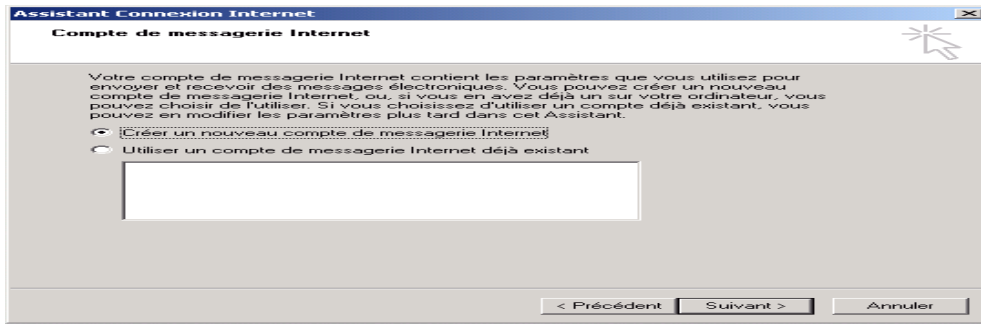 Assistant Connexion Internet
Compte de messagerie Internet
Votre compte de messagerie Internet contient les paramètres que vous utilisez pour
envoyer et recevoir des messages électroniques. Vous pouvez créer un nouveau
compte de messagerie Internet, ou, si vous en avez déjà un sur votre ordinateur, vous
pouvez choisir de l'utiliser. Si vous choisissez d'utiliser un compte déjà existant, vous
pouvez en modifier les paramètres plus tard dans cet Assistant.
Créer un nouveau compte de messagerie Internet
Utiliser un compte de messagerie Internet déjà existant
< Précédent Suivant > Annuler